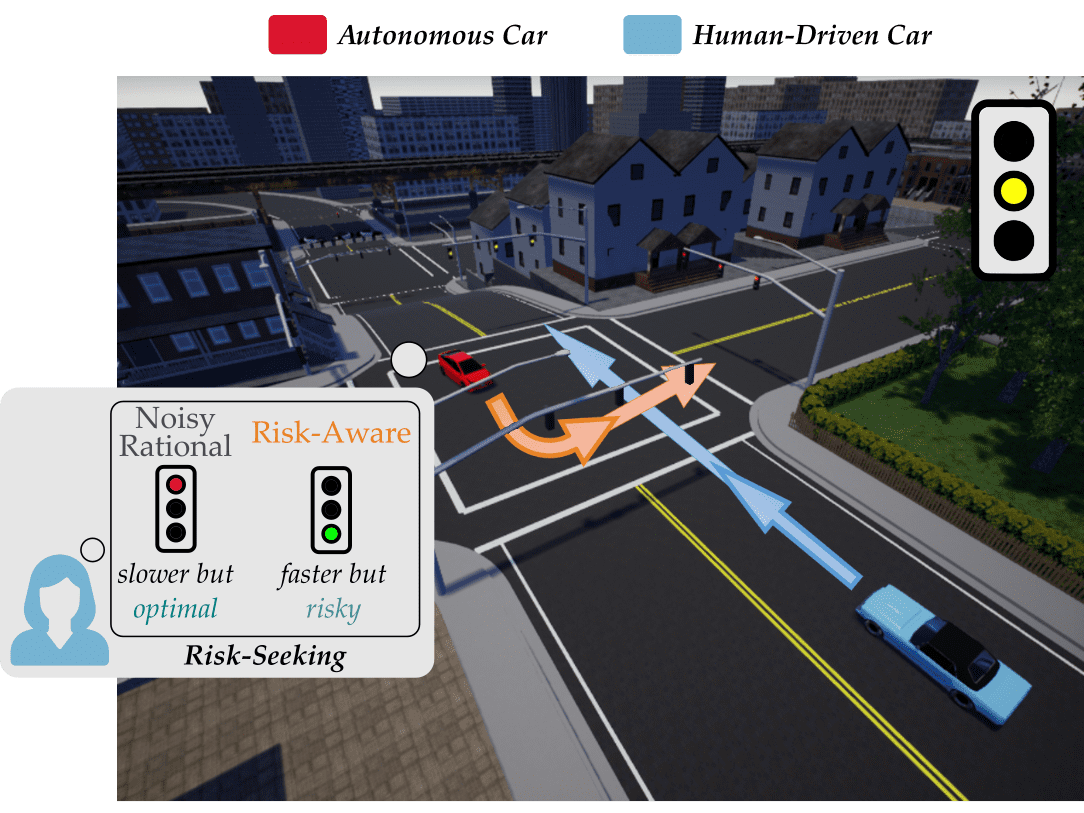 Autonomous Car
Human-Driven Car
Noisy
Rational
Risk-Aware
slower but
optimal
faster but
risky
Risk-Seeking